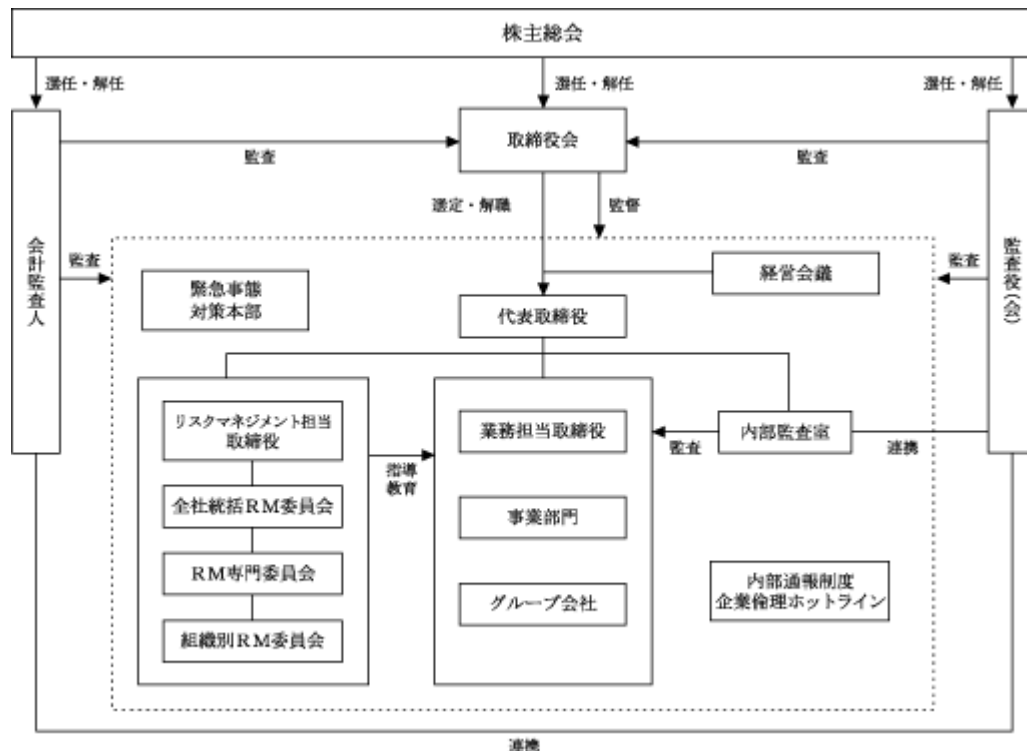 株主総会
選任・解任
選任・解任
選任・解任
取締役会
監査
監査
選定・解職
監督
会計監査人
監査役（会）
監査
監査
緊急事態
対策本部
経営会議
代表取締役
リスクマネジメント担当
取締役
業務担当取締役
内部監査室
監査
連携
指導
教育
全社統括RM委員会
事業部門
RM専門委員会
内部通報制度
企業倫理ホットライン
グループ会社
組織別RM委員会
連携